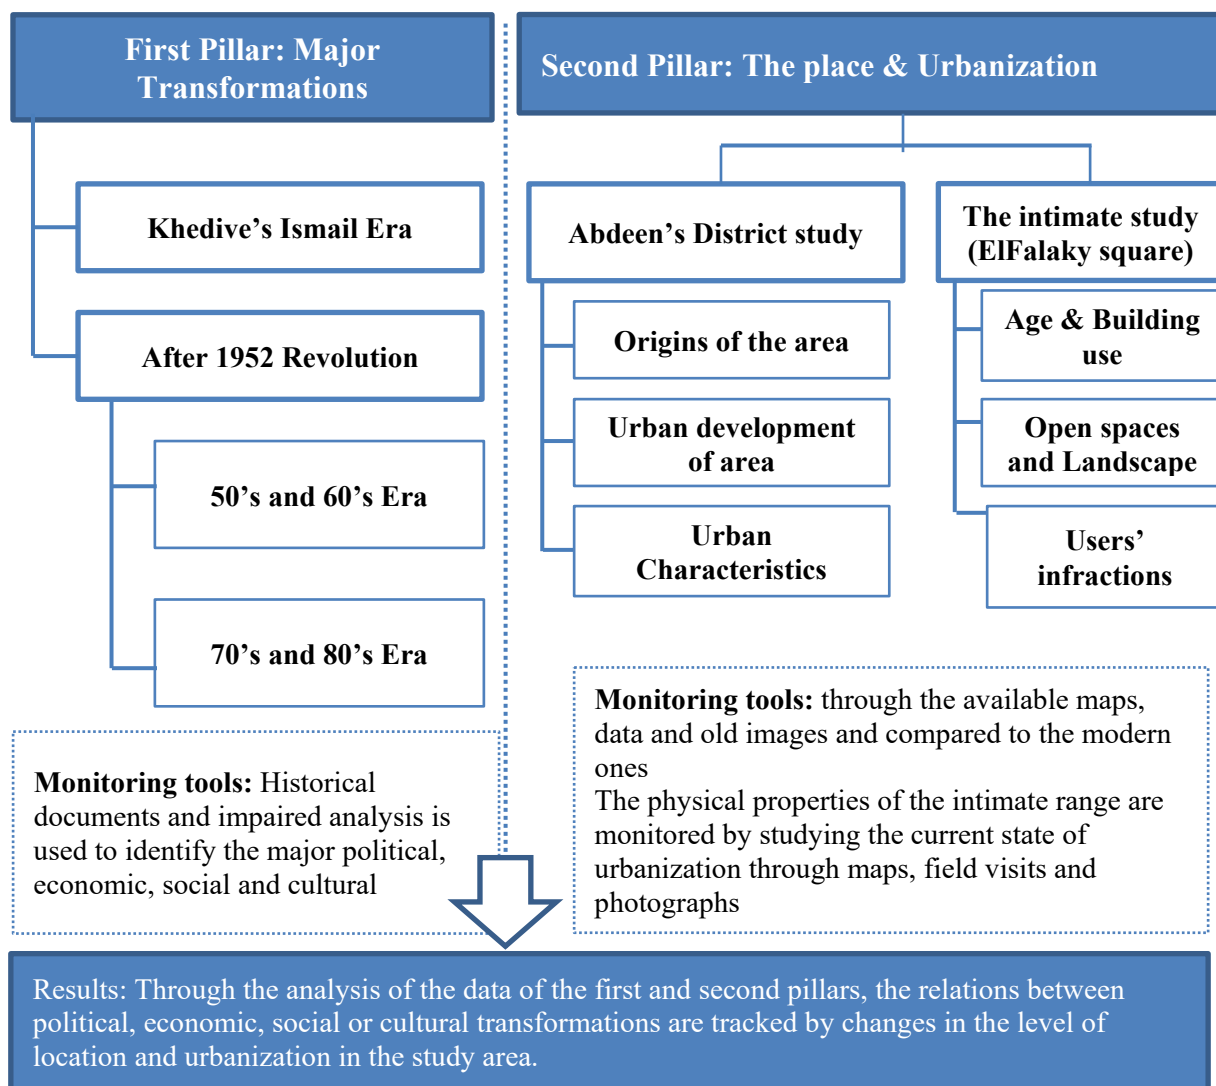 First Pillar: Major
Transformations
Khedive’s Ismail Era
After 1952 Revolution
50’s and 60’s Era
70’s and 80’s Era
Monitoring tools: Historical
documents and impaired analysis is
used to identify the major political,
economic, social and cultural
Second Pillar: The place & Urbanization
Abdeen’s District study
Origins of the area
Urban development
of area
Urban
Characteristics
The intimate study
(ElFalaky square)
Age & Building
use
Open spaces
and Landscape
Users’
infractions
Monitoring tools: through the available maps,
data and old images and compared to the modern
ones
The physical properties of the intimate range are
monitored by studying the current state of
urbanization through maps, field visits and
photographs
Results: Through the analysis of the data of the first and second pillars, the relations between
political, economic, social or cultural transformations are tracked by changes in the level of
location and urbanization in the study area.